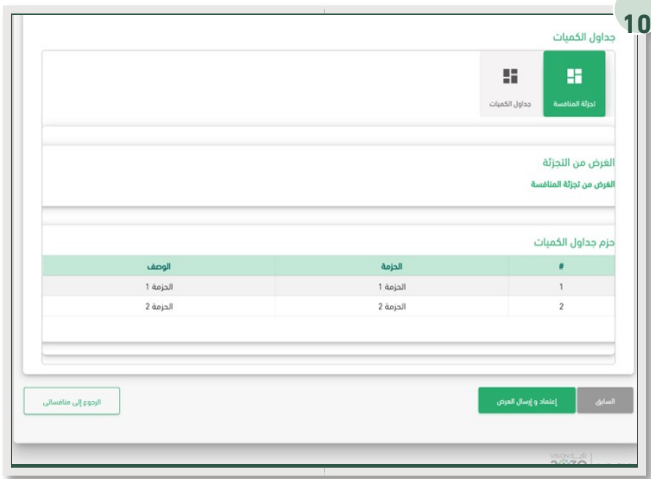 10
جداول الكميات
تجزئة المنافسة
جداول الكميات
الغرض من التجزئة
الغرض من تجزئة المنافسة
حزم جداول الكميات
# الحزمة الوصف
1 الحزمة 1 الحزمة 1
2 الحزمة 2 الحزمة 2
السابق
إعتماد و إرسال العرض
الرجوع إلى منافساتي